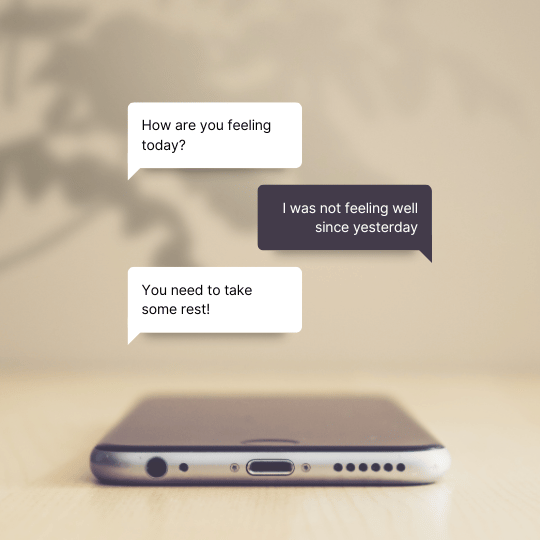 How are you feeling
today?
I was not feeling well
since yesterday
You need to take
some rest!